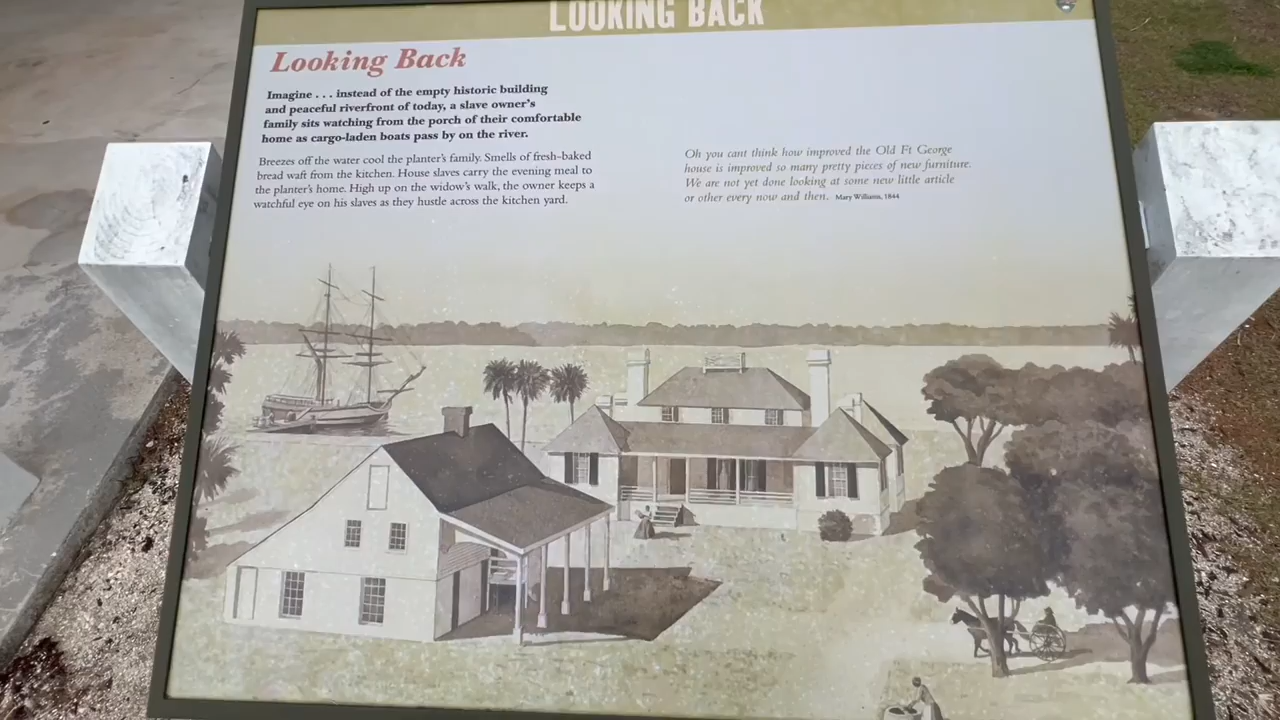 LOOKING BACK
Looking Back
Imagine . . . instead of the empty historic building
and peaceful riverfront of today, a slave owner's
family sits watching from the porch of their comfortable
home as cargo-laden boats pass by on the river.
Breezes off the water cool the planter's family. Smells of fresh-baked
bread waft from the kitchen. House slaves carry the evening meal to
the planter's home. High up on the widow's walk, the owner keeps a
watchful eye on his slaves as they hustle across the kitchen yard.
Oh you cant think how improved the Old Ft George
house is improved so many pretty pieces of new furniture.
We are not yet done looking at some new little article
or other every now and then. Mary Williams, 1844